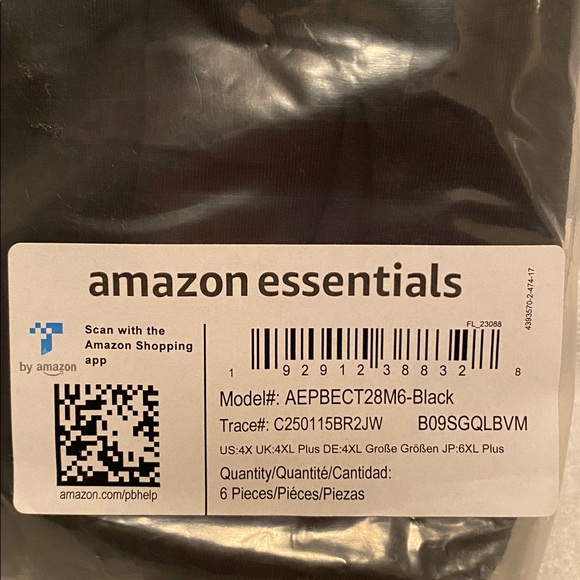 amazon essentials
4393570-2-474-17
Scan with the
Amazon Shopping
app
by amazon
amazon.com/pbhelp
FL_23088
1 92912 38832 8
Model#: AEPBECT28M6-Black
Trace#: C250115BR2JW B09SGQLBVM
US:4X UK:4XL Plus DE:4XL Große Größen JP:6XL Plus
Quantity/Quantité/Cantidad:
6 Pieces/Piéces/Piezas